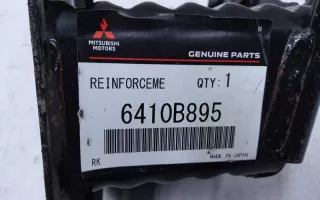 MITSUBISHI
MOTORS
GENUINE PARTS
REINFORCEME QTY: 1
6410B895
RK
MADE IN JAPAN